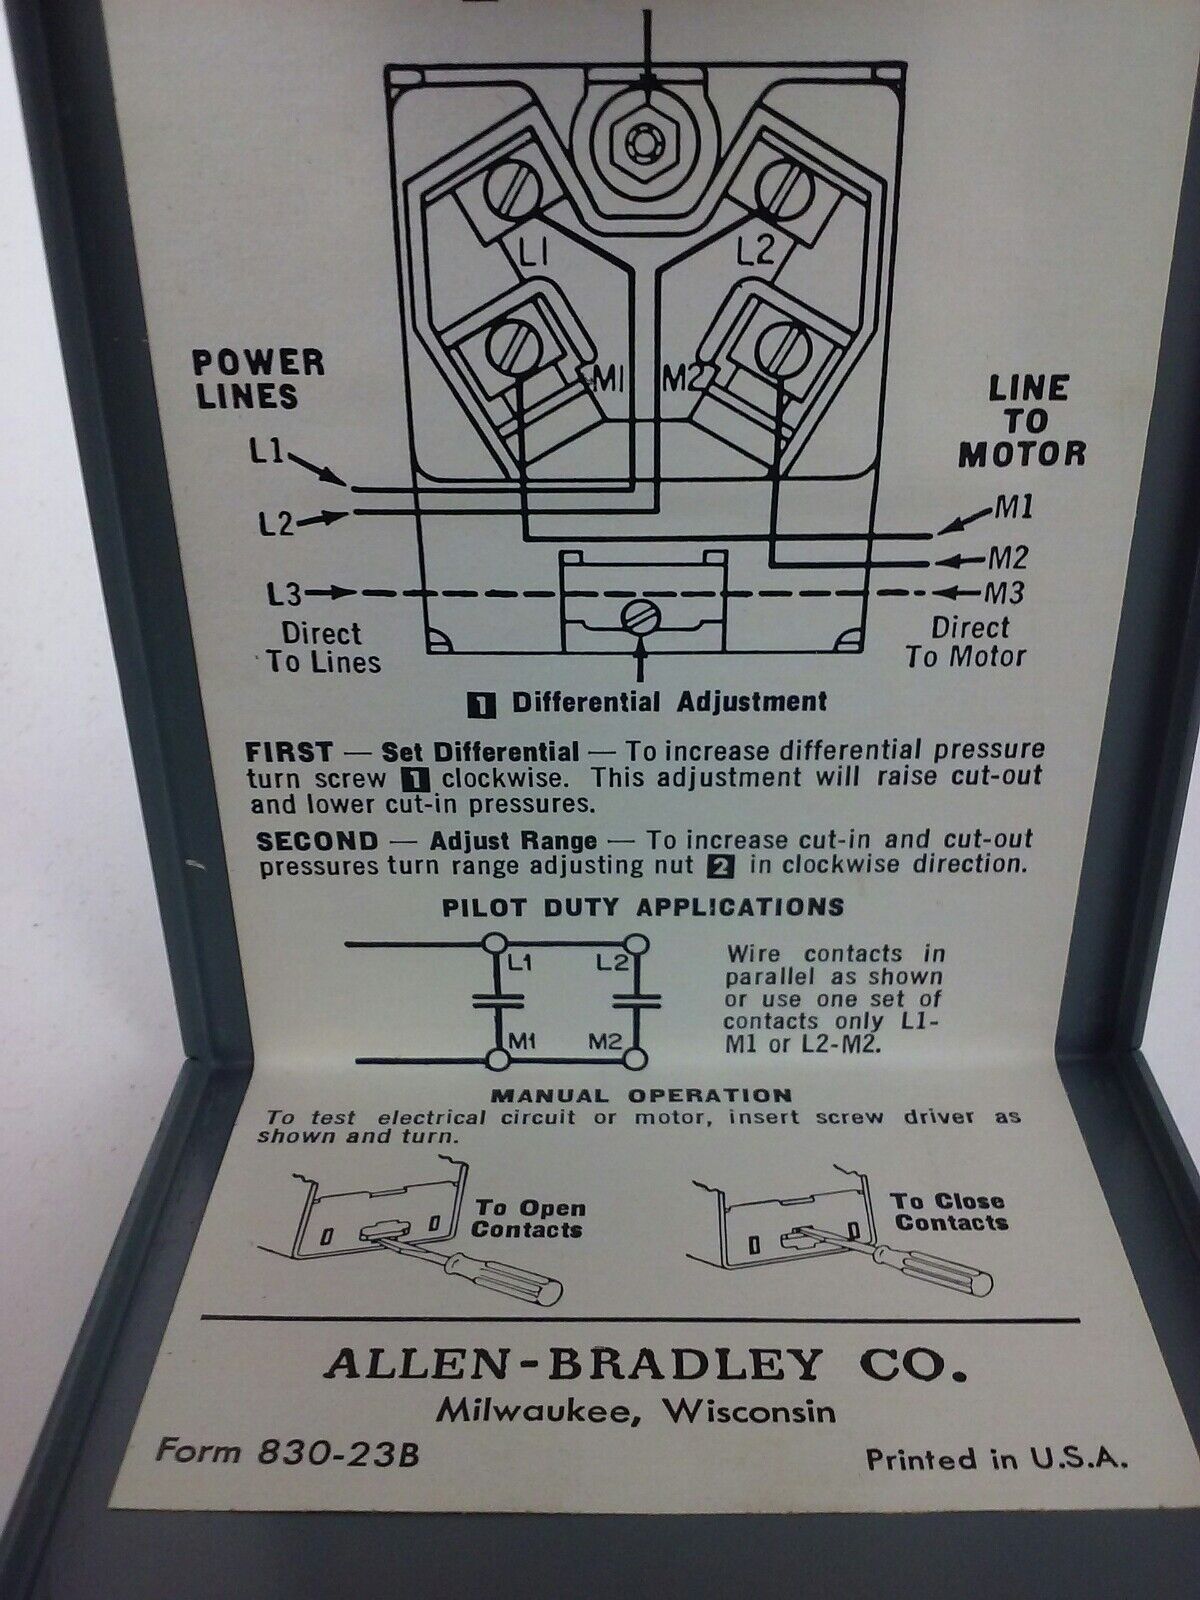 L1
L2
M1
M2
POWER
LINES
L1
L2
L3
Direct
To Lines
LINE
TO
MOTOR
M1
M2
M3
Direct
To Motor
1 Differential Adjustment
FIRST — Set Differential — To increase differential pressure
turn screw 1 clockwise. This adjustment will raise cut-out
and lower cut-in pressures.
SECOND — Adjust Range — To increase cut-in and cut-out
pressures turn range adjusting nut 2 in clockwise direction.
PILOT DUTY APPLICATIONS
L1
L2
M1
M2
Wire contacts in
parallel as shown
or use one set of
contacts only L1-
M1 or L2-M2.
MANUAL OPERATION
To test electrical circuit or motor, insert screw driver as
shown and turn.
To Open
Contacts
To Close
Contacts
ALLEN-BRADLEY CO.
Milwaukee, Wisconsin
Form 830-23B
Printed in U.S.A.